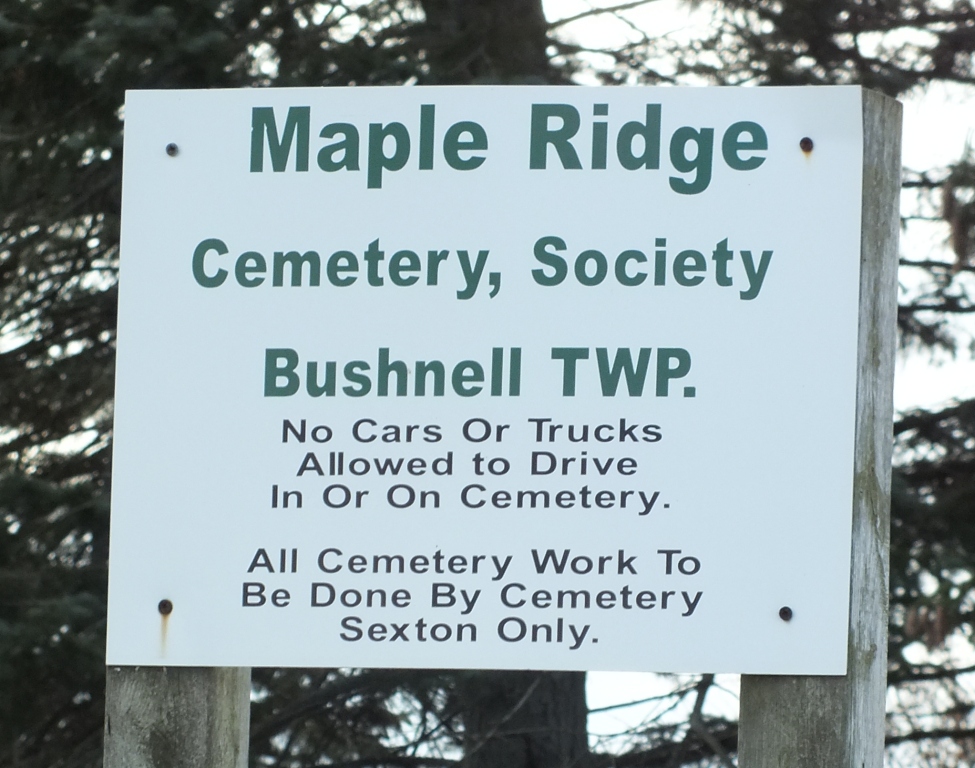 Maple Ridge
Cemetery, Society
Bushnell TWP.
No Cars Or Trucks
Allowed to Drive
In Or On Cemetery.
All Cemetery Work To
Be Done By Cemetery
Sexton Only.